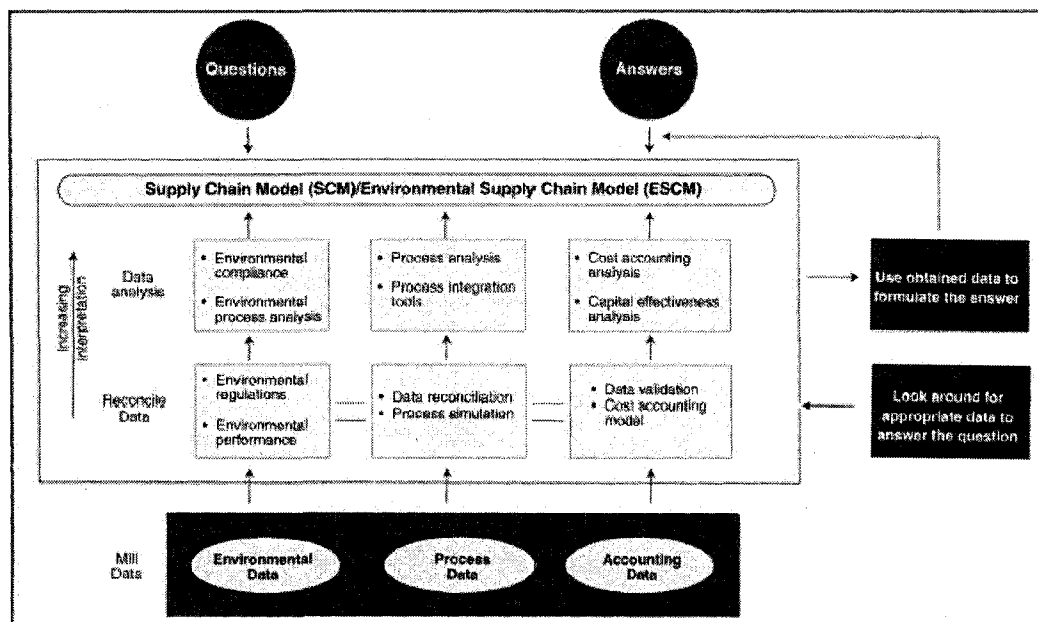 Questions
Answers
Supply Chain Model (SCM)/Environmental Supply Chain Model (ESCM)
Increasing
interpretation
Data
analysis
• Environmental
compliance
• Environmental
process analysis
• Process analysis
• Process integration
tools
• Cost accounting
analysis
• Capital effectiveness
analysis
Use obtained data to
formulate the answer
Reconcile
Data
• Environmental
regulations
• Environmental
performance
• Data reconciliation
• Process simulation
• Data validation
• Cost accounting
model
Look around for
appropriate data to
answer the question
Mill
Data
Environmental
Data
Process
Data
Accounting
Data